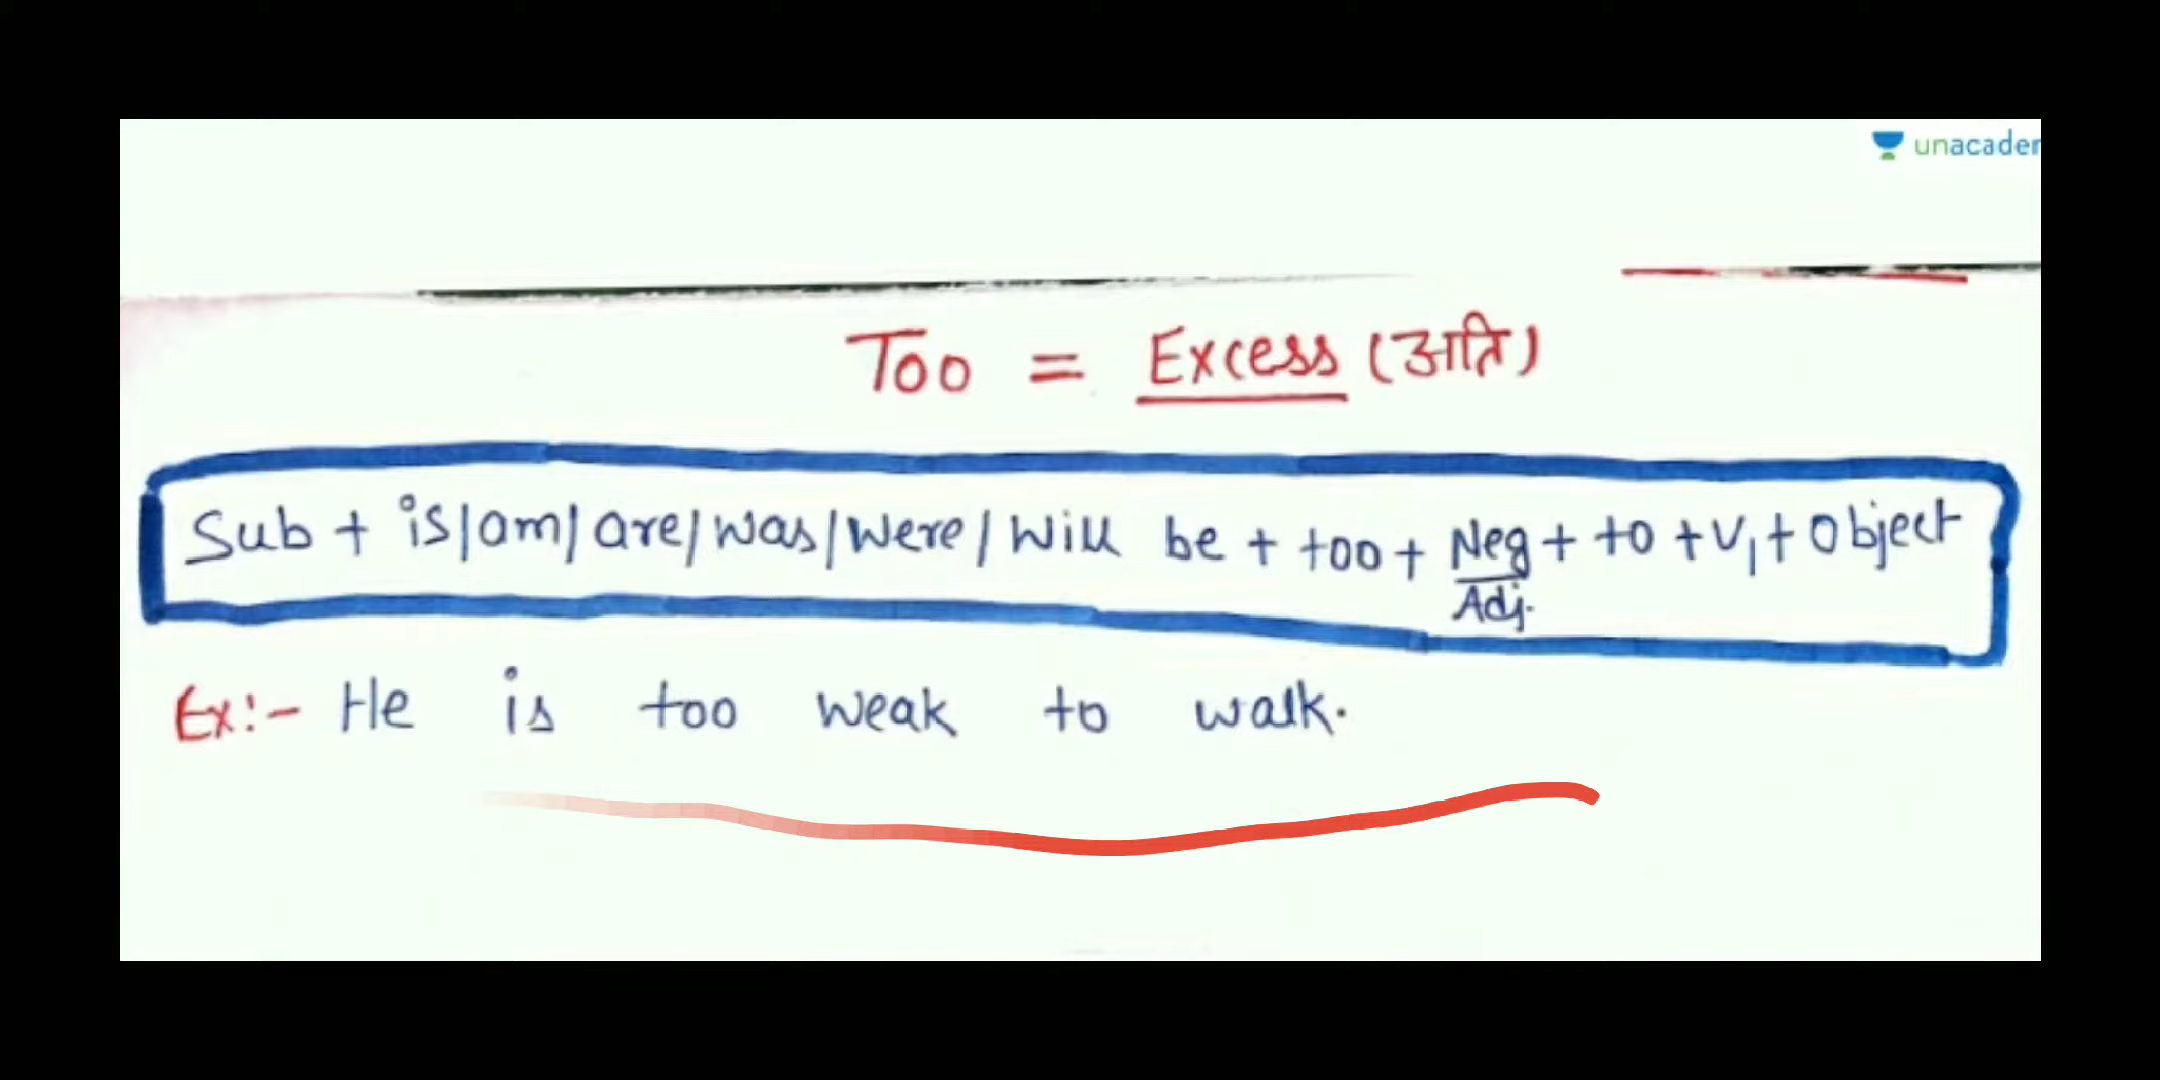 unacader
Too = Excess (अति)
Sub + is/am/are/was/were/will be + too + Neg + to + V₁ + Object
Adj.
Ex:- He is too weak to walk.